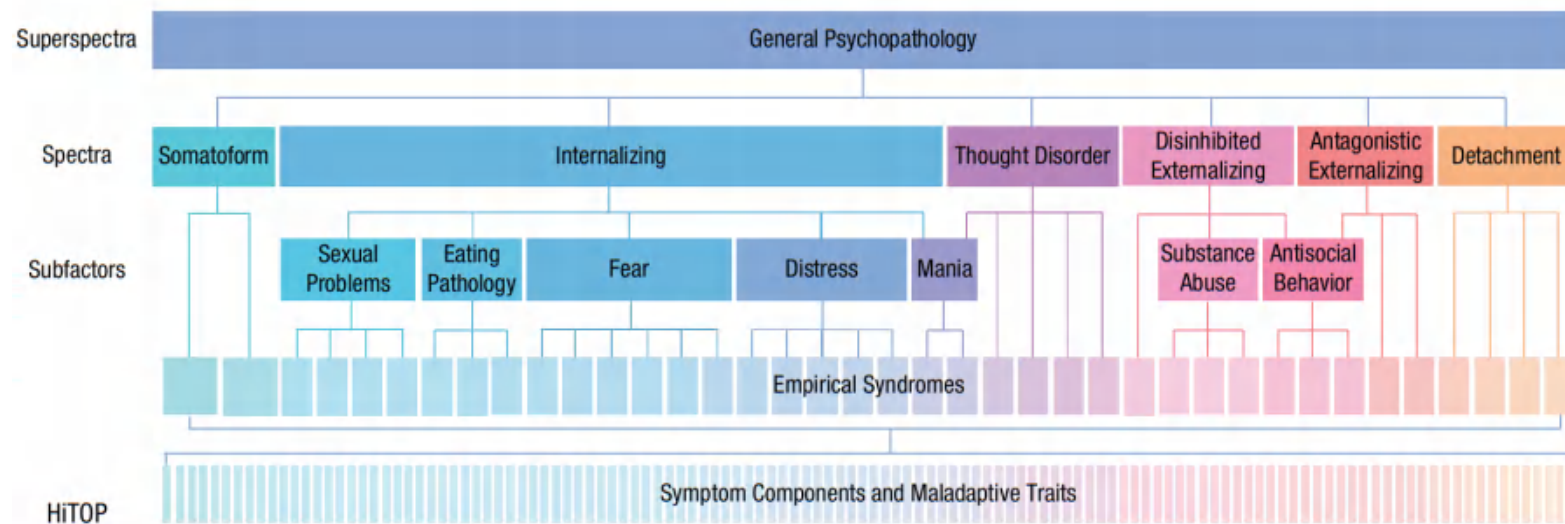 Superspectra
General Psychopathology
Spectra
Somatoform
Internalizing
Thought Disorder
Disinhibited
Externalizing
Antagonistic
Externalizing
Detachment
Subfactors
Sexual
Problems
Eating
Pathology
Fear
Distress
Mania
Substance
Abuse
Antisocial
Behavior
Empirical Syndromes
Symptom Components and Maladaptive Traits
HiTOP